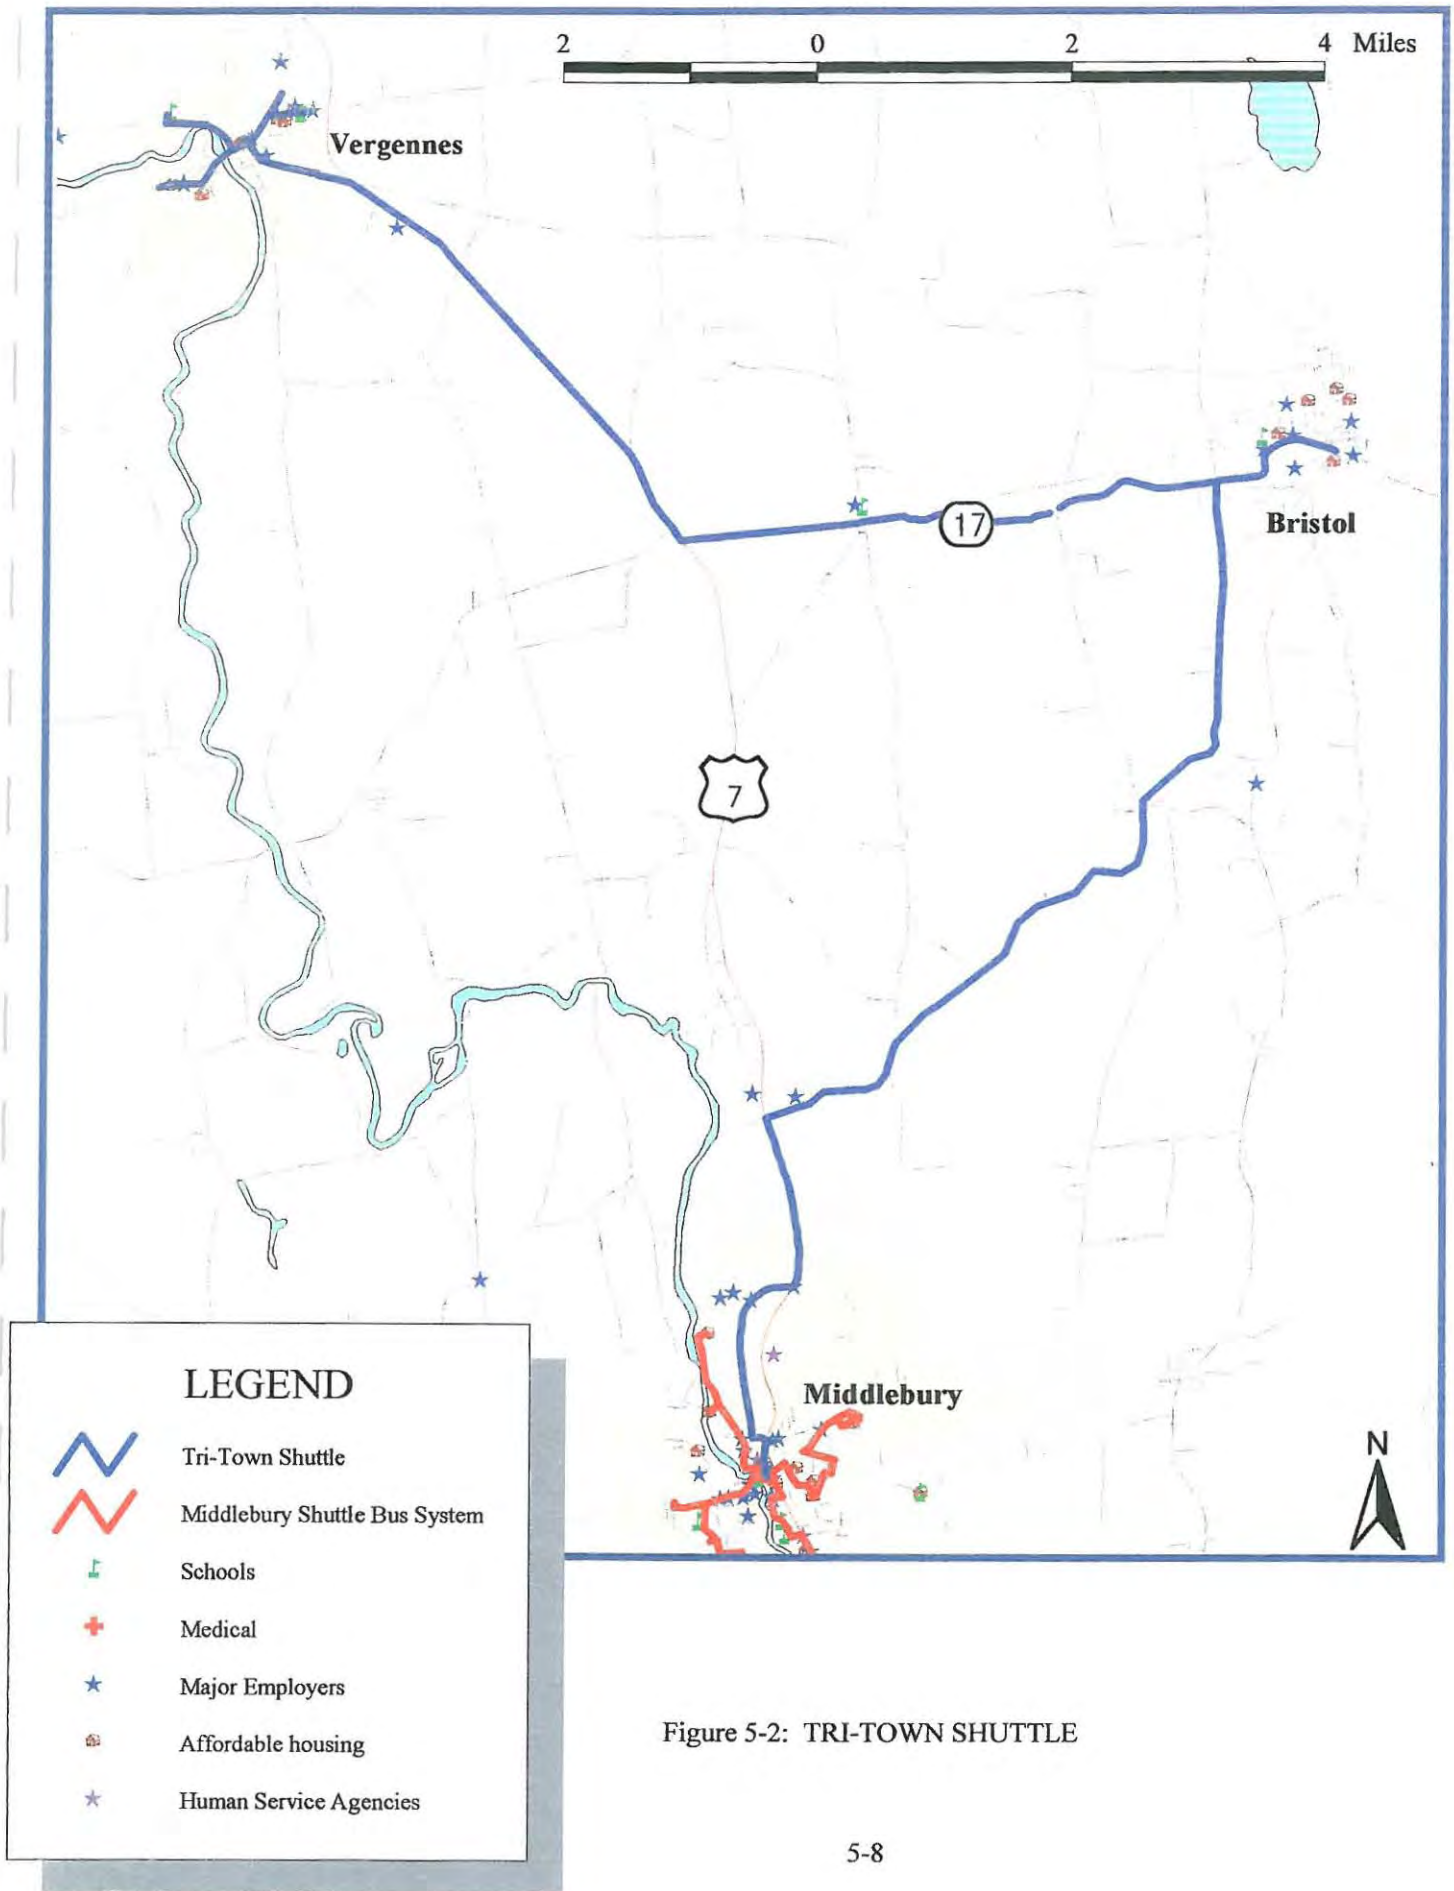 2 0 2 4 Miles
Vergennes
17
Bristol
7
Middlebury
N
LEGEND
Tri-Town Shuttle
Middlebury Shuttle Bus System
Schools
Medical
Major Employers
Affordable housing
Human Service Agencies
Figure 5-2: TRI-TOWN SHUTTLE
5-8